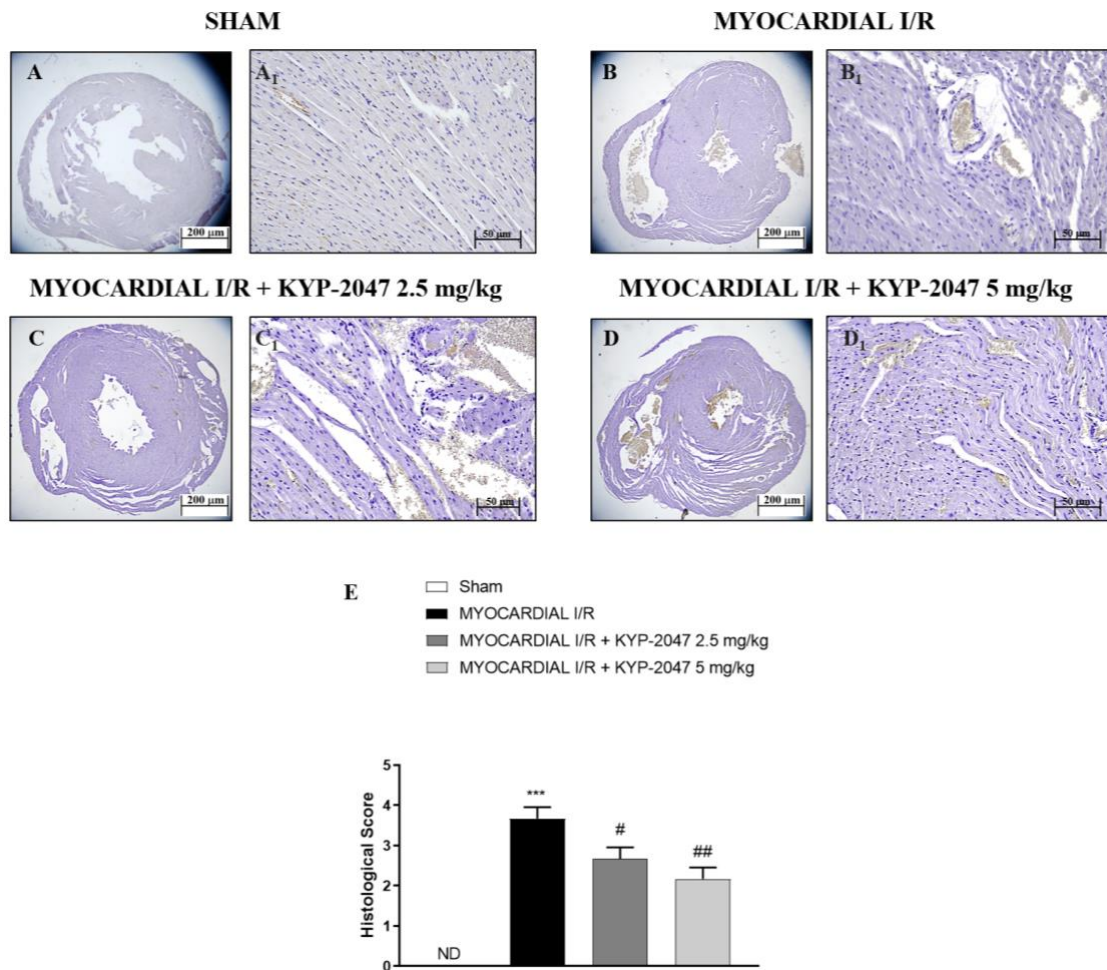 SHAM
MYOCARDIAL I/R
A
A1
B
B1
200 μm
50 μm
200 μm
50 μm
MYOCARDIAL I/R + KYP-2047 2.5 mg/kg
MYOCARDIAL I/R + KYP-2047 5 mg/kg
C
C1
D
D1
200 μm
50 μm
200 μm
50 μm
E
Sham
MYOCARDIAL I/R
MYOCARDIAL I/R + KYP-2047 2.5 mg/kg
MYOCARDIAL I/R + KYP-2047 5 mg/kg
Histological Score
5
4
3
2
1
0
ND
***
#
##